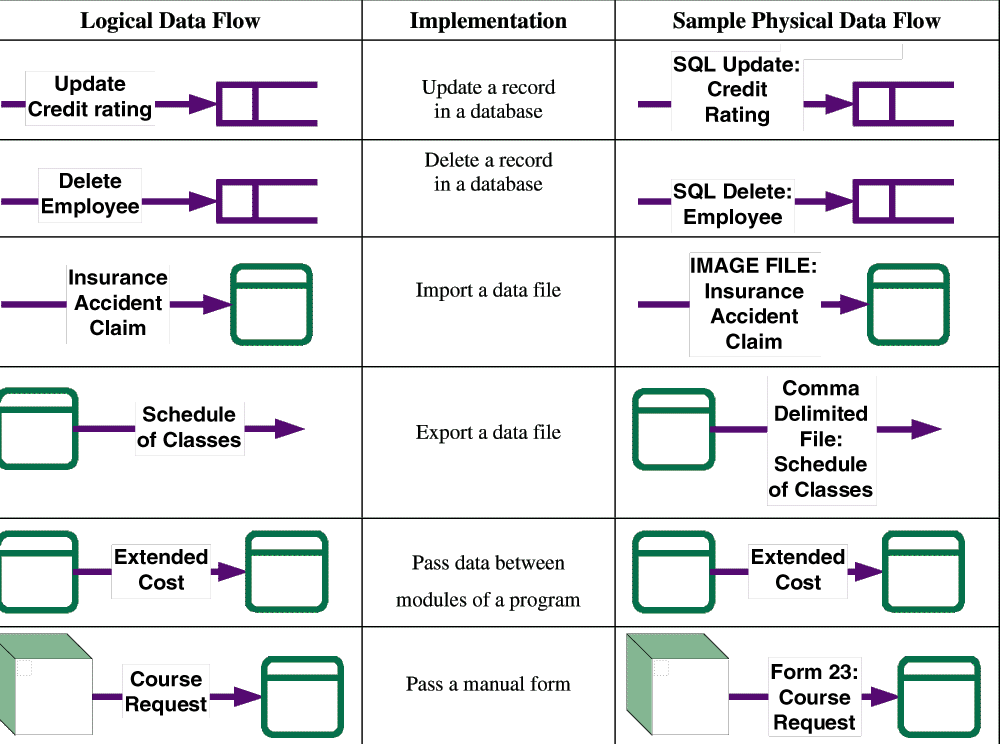 Logical Data Flow
Implementation
Sample Physical Data Flow
Update
Credit rating
Update a record
in a database
SQL Update:
Credit
Rating
Delete
Employee
Delete a record
in a database
SQL Delete:
Employee
Insurance
Accident
Claim
Import a data file
IMAGE FILE:
Insurance
Accident
Claim
Schedule
of Classes
Export a data file
Comma
Delimited
File:
Schedule
of Classes
Extended
Cost
Pass data between
modules of a program
Extended
Cost
Course
Request
Pass a manual form
Form 23:
Course
Request